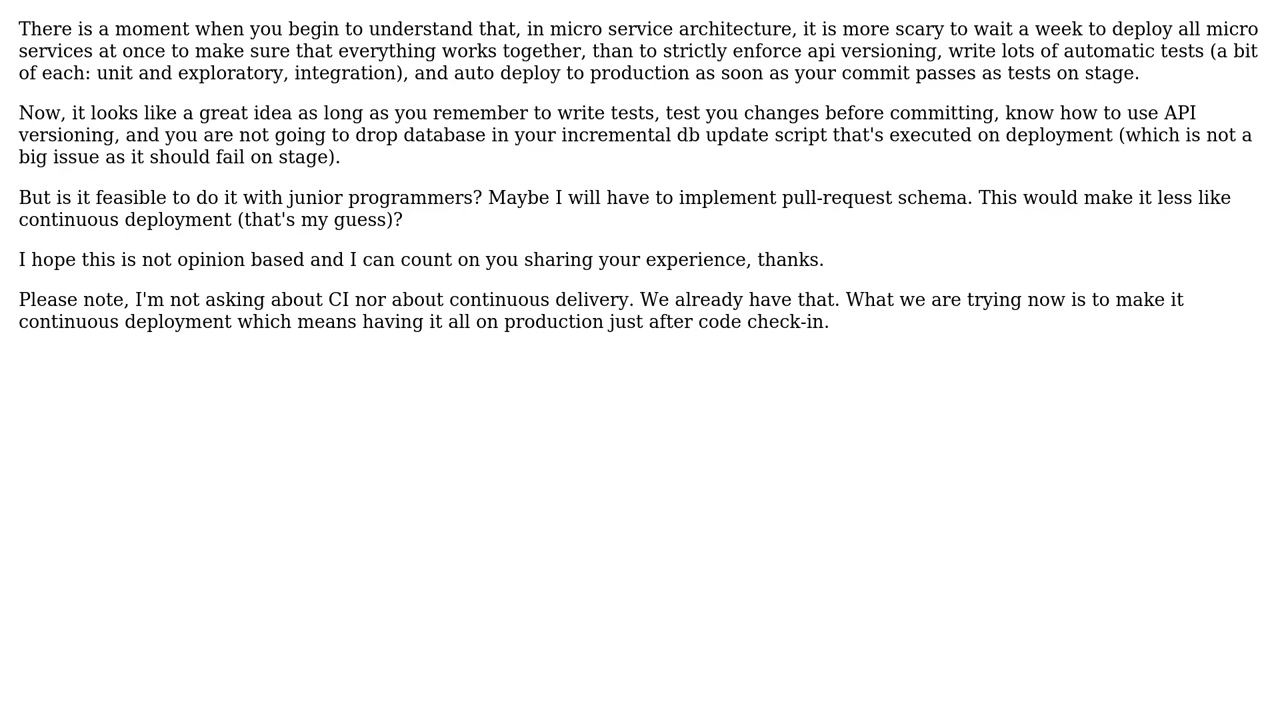 There is a moment when you begin to understand that, in micro service architecture, it is more scary to wait a week to deploy all micro
services at once to make sure that everything works together, than to strictly enforce api versioning, write lots of automatic tests (a bit
of each: unit and exploratory, integration), and auto deploy to production as soon as your commit passes as tests on stage.
Now, it looks like a great idea as long as you remember to write tests, test you changes before committing, know how to use API
versioning, and you are not going to drop database in your incremental db update script that's executed on deployment (which is not a
big issue as it should fail on stage).
But is it feasible to do it with junior programmers? Maybe I will have to implement pull-request schema. This would make it less like
continuous deployment (that's my guess)?
I hope this is not opinion based and I can count on you sharing your experience, thanks.
Please note, I'm not asking about CI nor about continuous delivery. We already have that. What we are trying now is to make it
continuous deployment which means having it all on production just after code check-in.